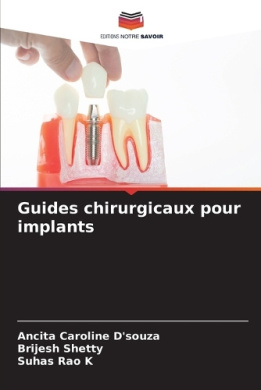 EDITIONS NOTRE SAVOIR
Guides chirurgicaux pour
implants
Ancita Caroline D'souza
Brijesh Shetty
Suhas Rao K